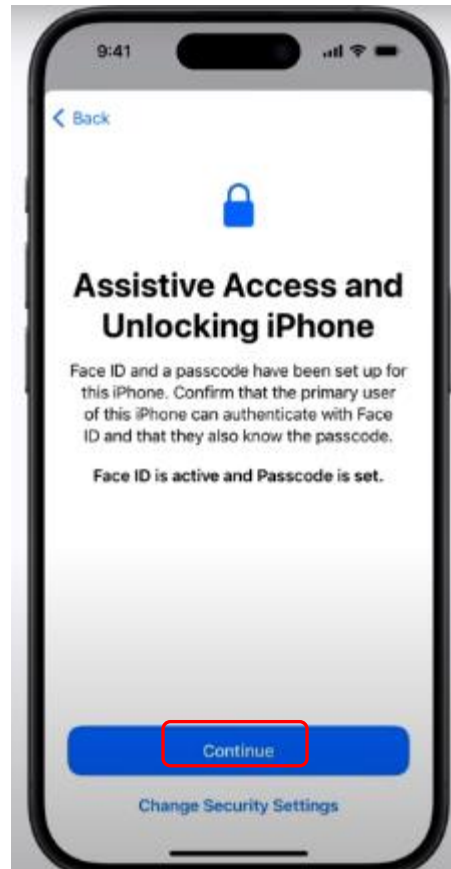 9:41
Back
Assistive Access and
Unlocking iPhone
Face ID and a passcode have been set up for
this iPhone. Confirm that the primary user
of this iPhone can authenticate with Face
ID and that they also know the passcode.
Face ID is active and Passcode is set.
Continue
Change Security Settings